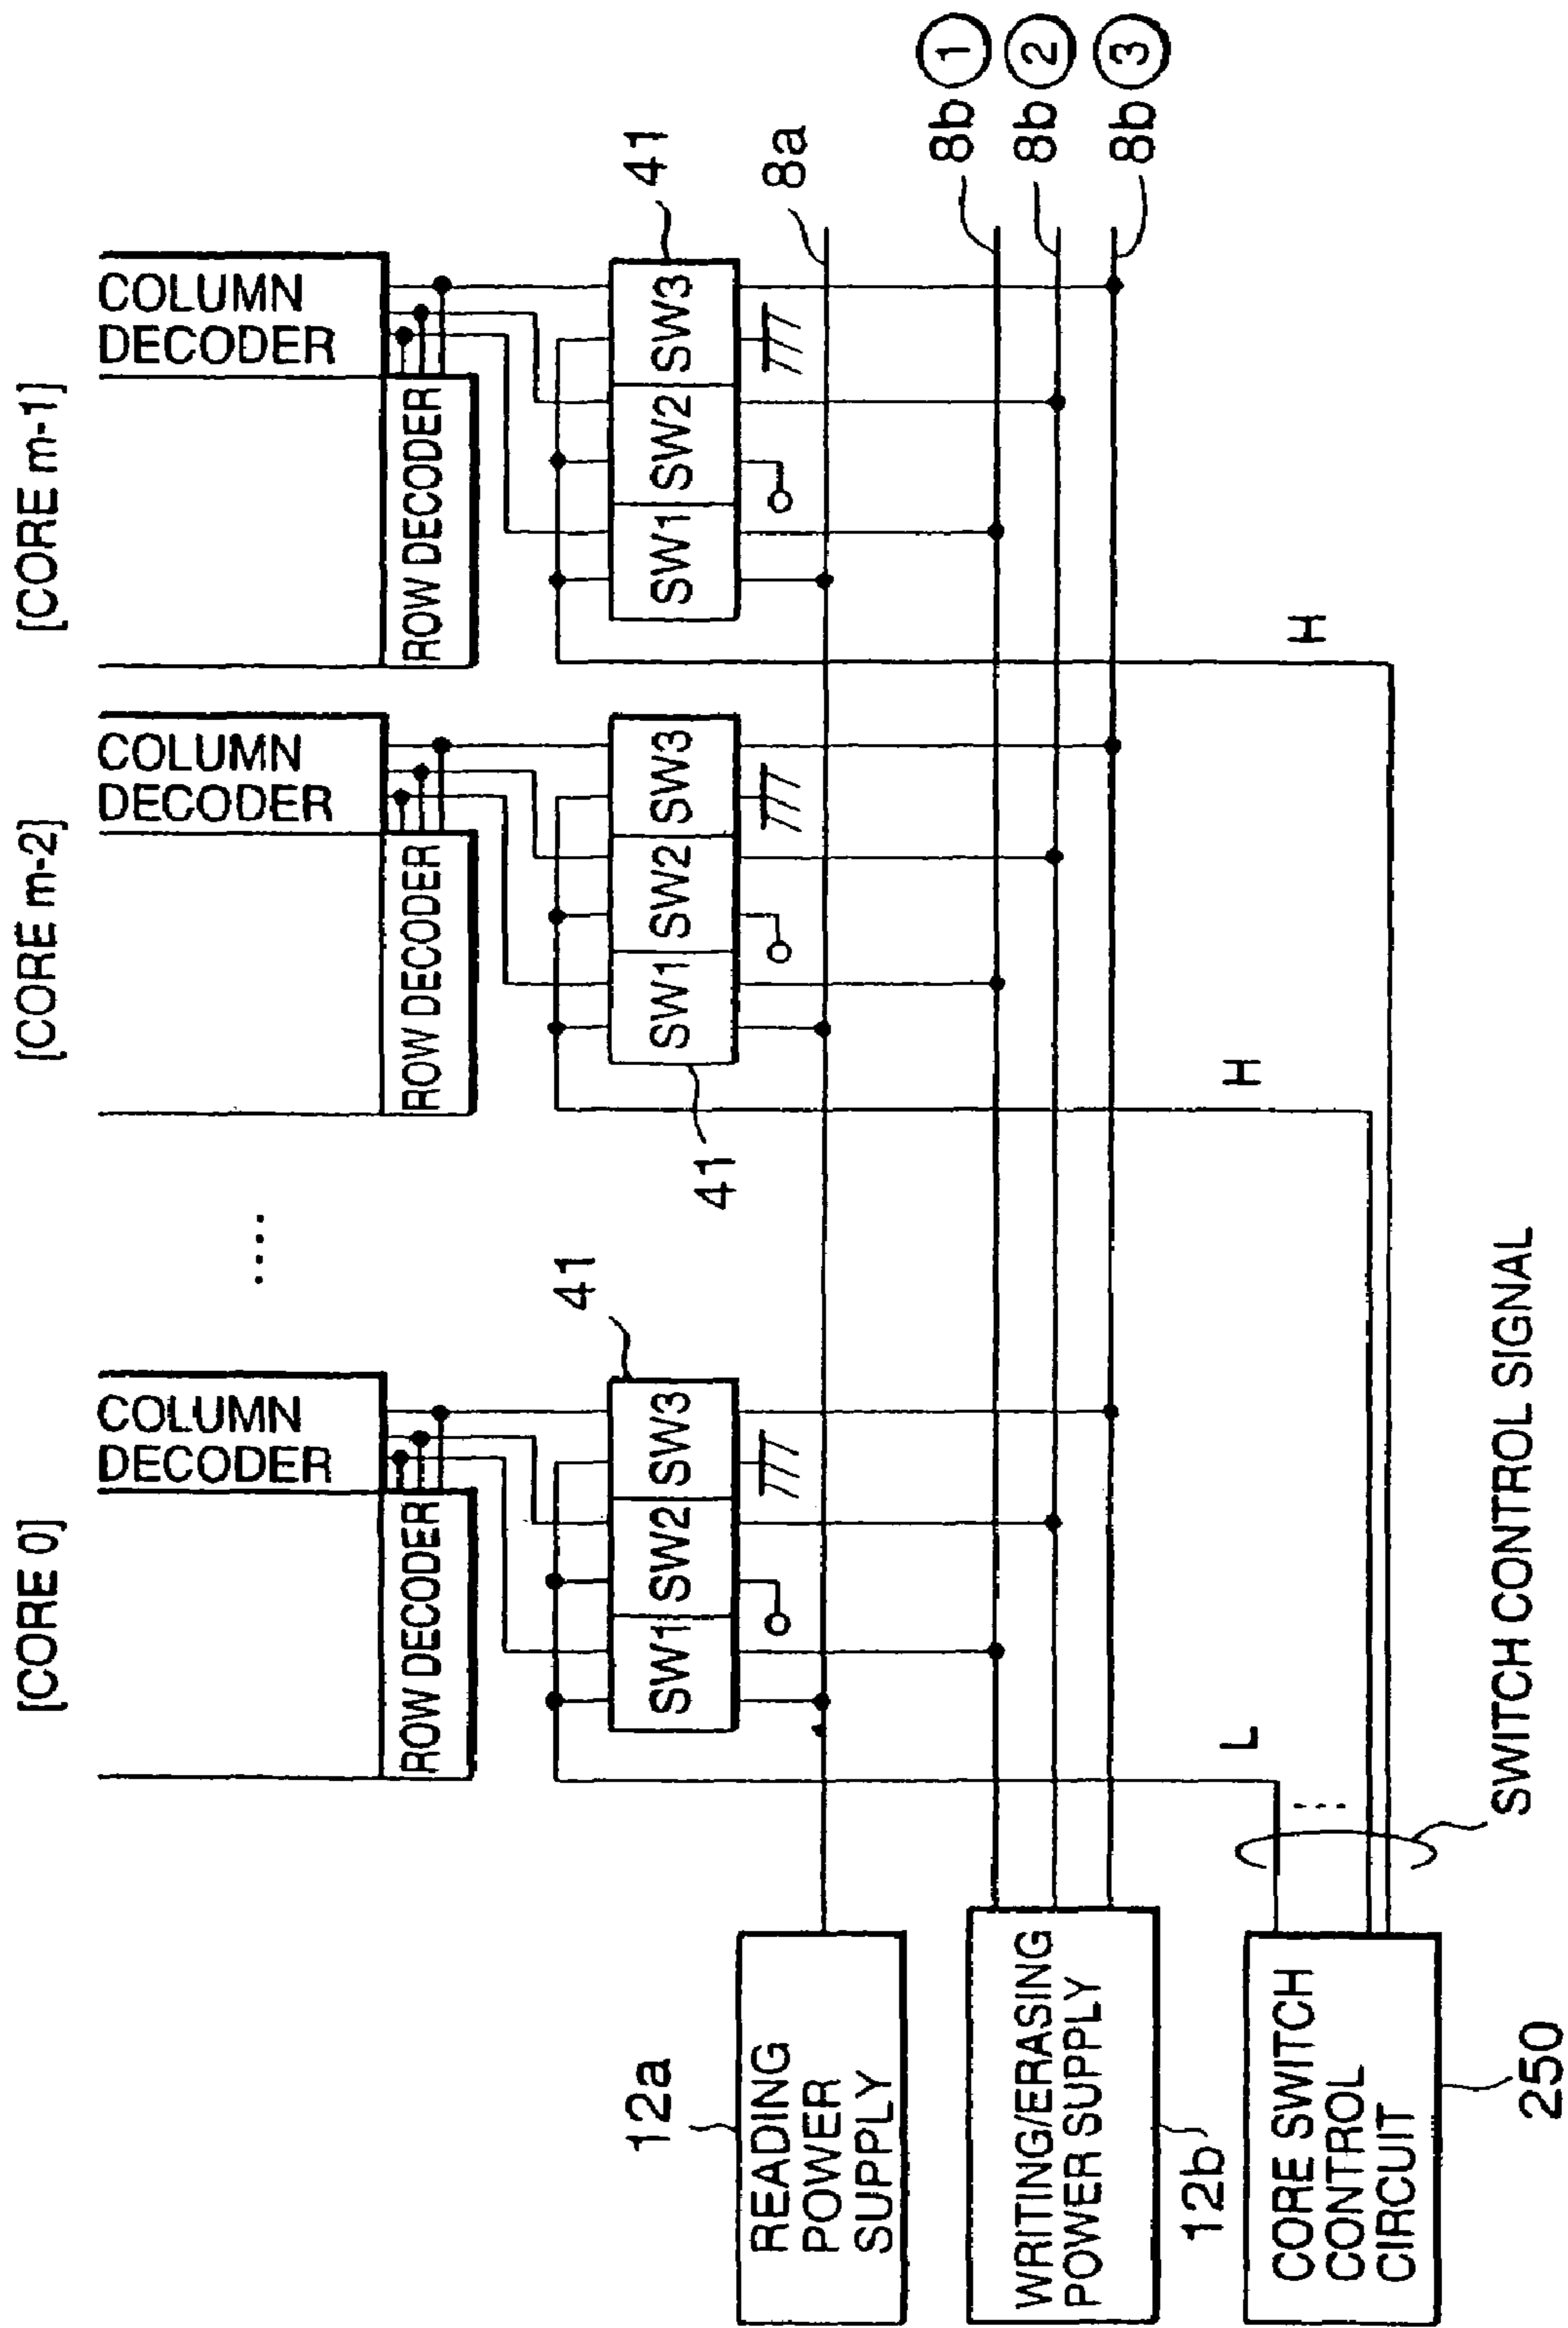 [CORE 0]
[CORE m-2]
[CORE m-1]
COLUMN
DECODER
COLUMN
DECODER
COLUMN
DECODER
....
ROW DECODER
ROW DECODER
ROW DECODER
41
41
41
SW1
SW2
SW3
SW1
SW2
SW3
SW1
SW2
SW3
12a
READING
POWER
SUPPLY
8a
WRITING/ERASING
POWER SUPPLY
12b
8b ①
8b ②
8b ③
L
H
H
CORE SWITCH
CONTROL
CIRCUIT
250
SWITCH CONTROL SIGNAL